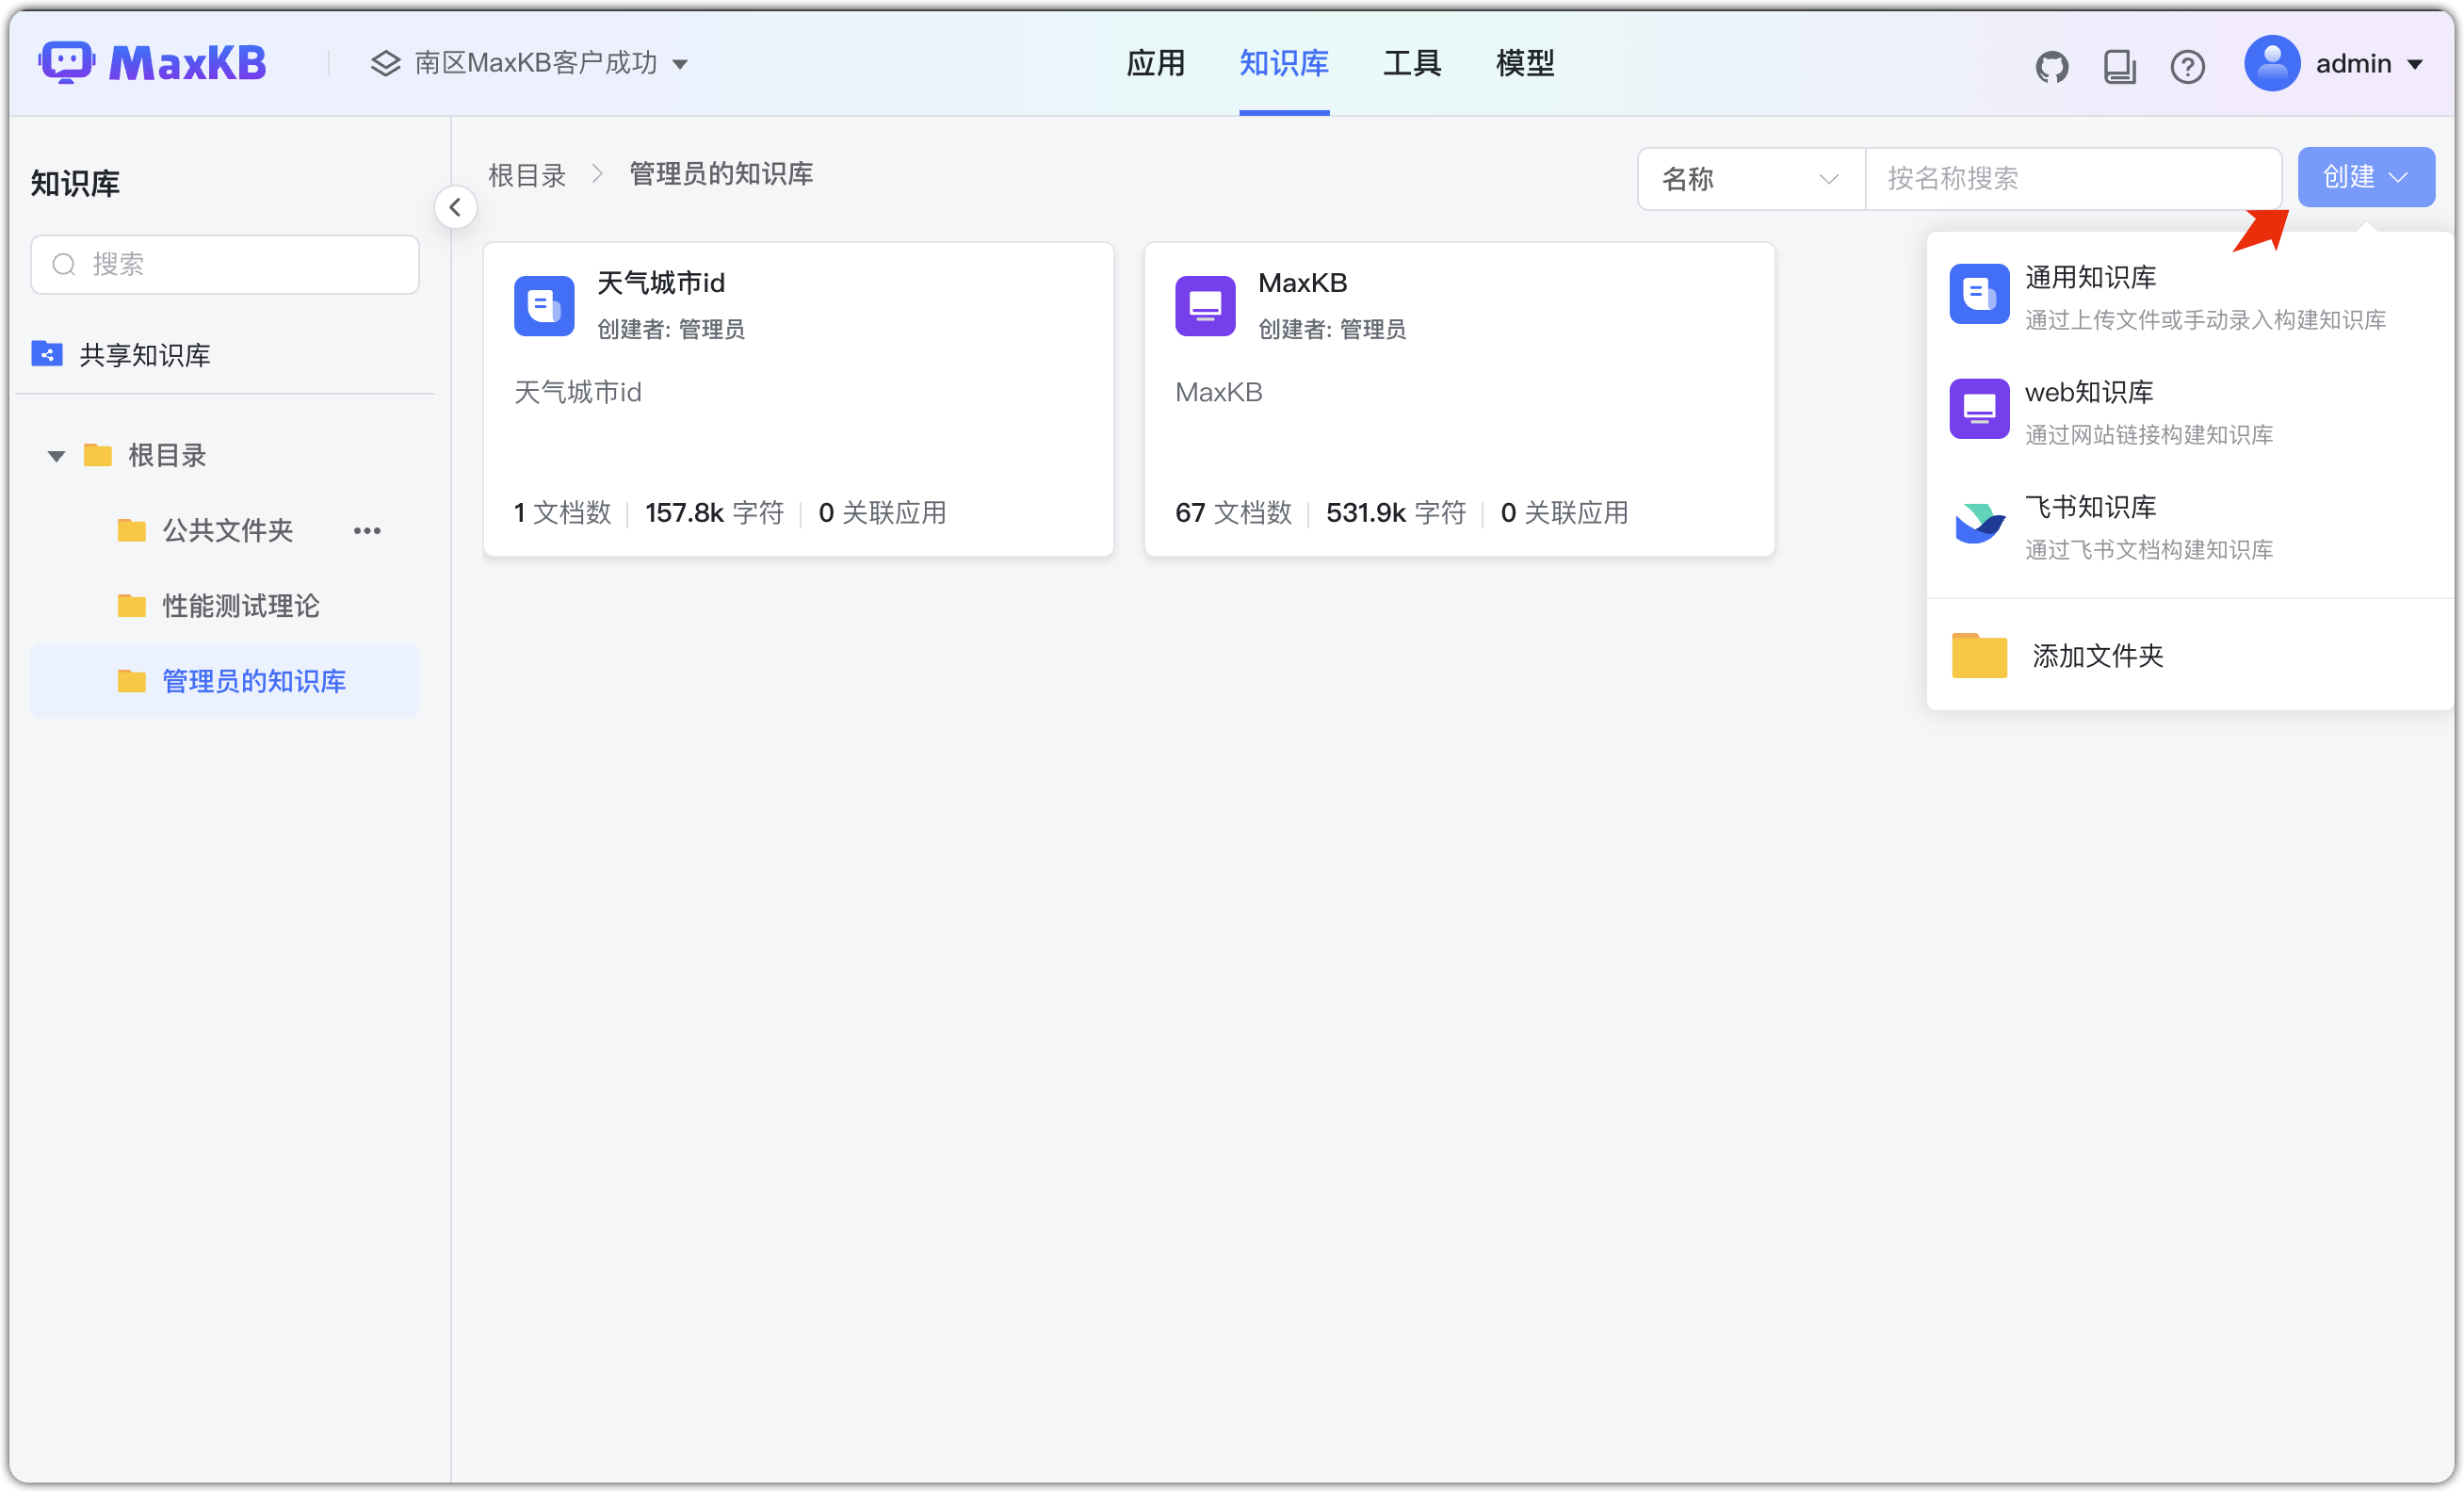 MaxKB
南区MaxKB客户成功
应用 知识库 工具 模型
admin
知识库
搜索
共享知识库
根目录
公共文件夹
性能测试理论
管理员的知识库
根目录 > 管理员的知识库
名称
按名称搜索
创建
天气城市id
创建者: 管理员
天气城市id
1 文档数 | 157.8k 字符 | 0 关联应用
MaxKB
创建者: 管理员
MaxKB
67 文档数 | 531.9k 字符 | 0 关联应用
通用知识库
通过上传文件或手动录入构建知识库
web知识库
通过网站链接构建知识库
飞书知识库
通过飞书文档构建知识库
添加文件夹